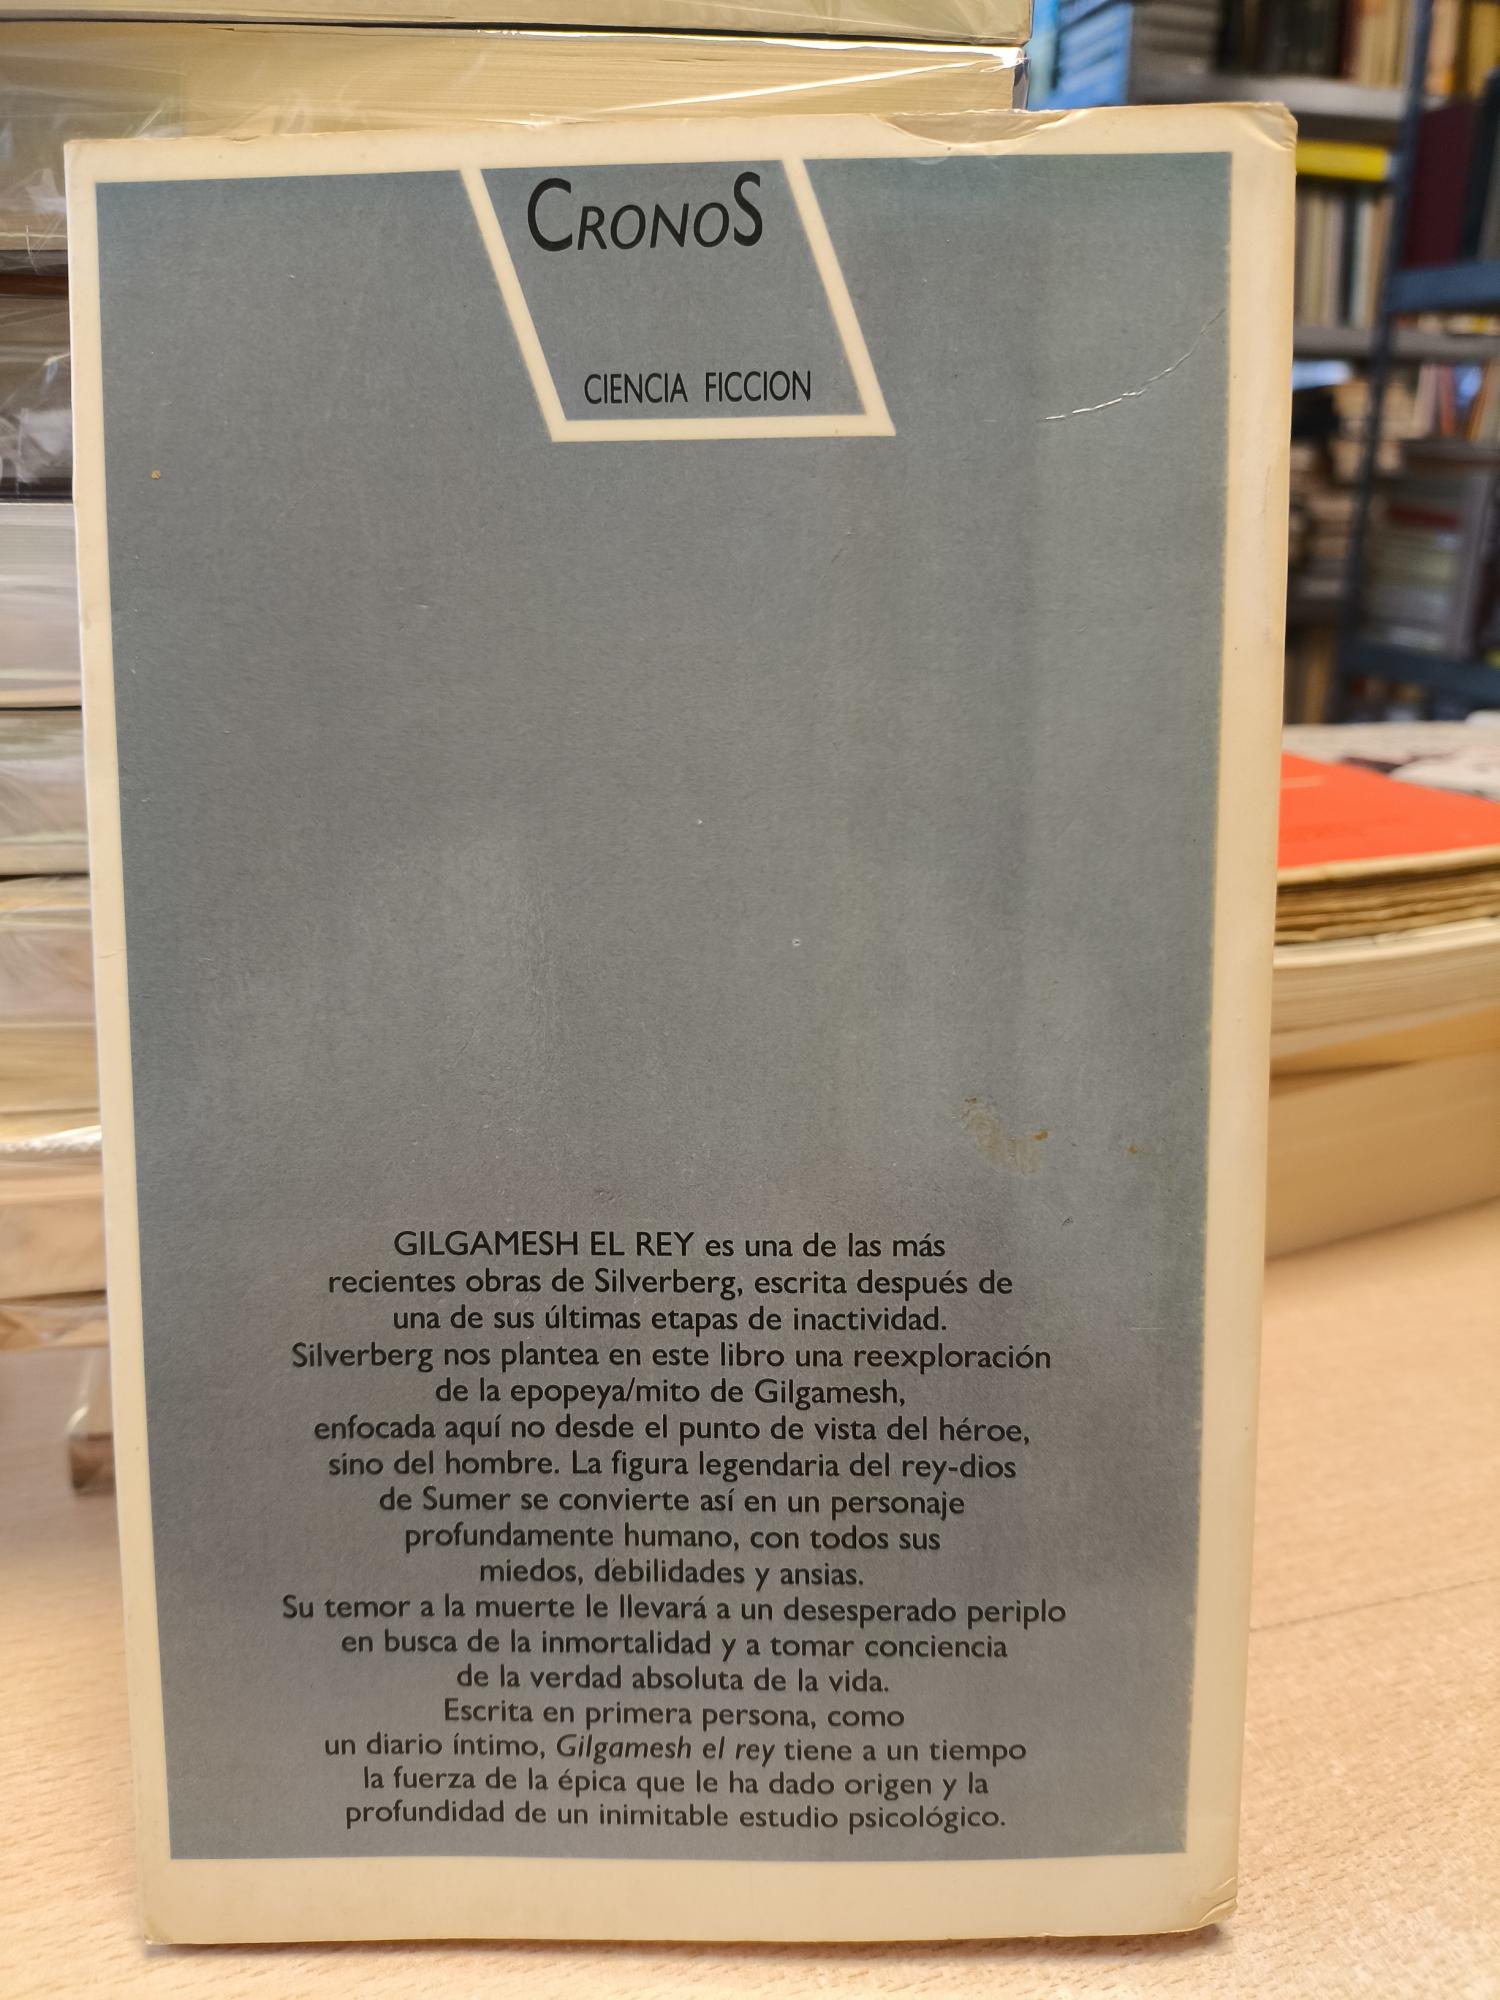 CRONOS
CIENCIA FICCION
GILGAMESH EL REY es una de las más
recientes obras de Silverberg, escrita después de
una de sus últimas etapas de inactividad.
Silverberg nos plantea en este libro una reexploración
de la epopeya/mito de Gilgamesh,
enfocada aquí no desde el punto de vista del héroe,
sino del hombre. La figura legendaria del rey-dios
de Sumer se convierte así en un personaje
profundamente humano, con todos sus
miedos, debilidades y ansias.
Su temor a la muerte le llevará a un desesperado periplo
en busca de la inmortalidad y a tomar conciencia
de la verdad absoluta de la vida.
Escrita en primera persona, como
un diario íntimo, Gilgamesh el rey tiene a un tiempo
la fuerza de la épica que le ha dado origen y la
profundidad de un inimitable estudio psicológico.